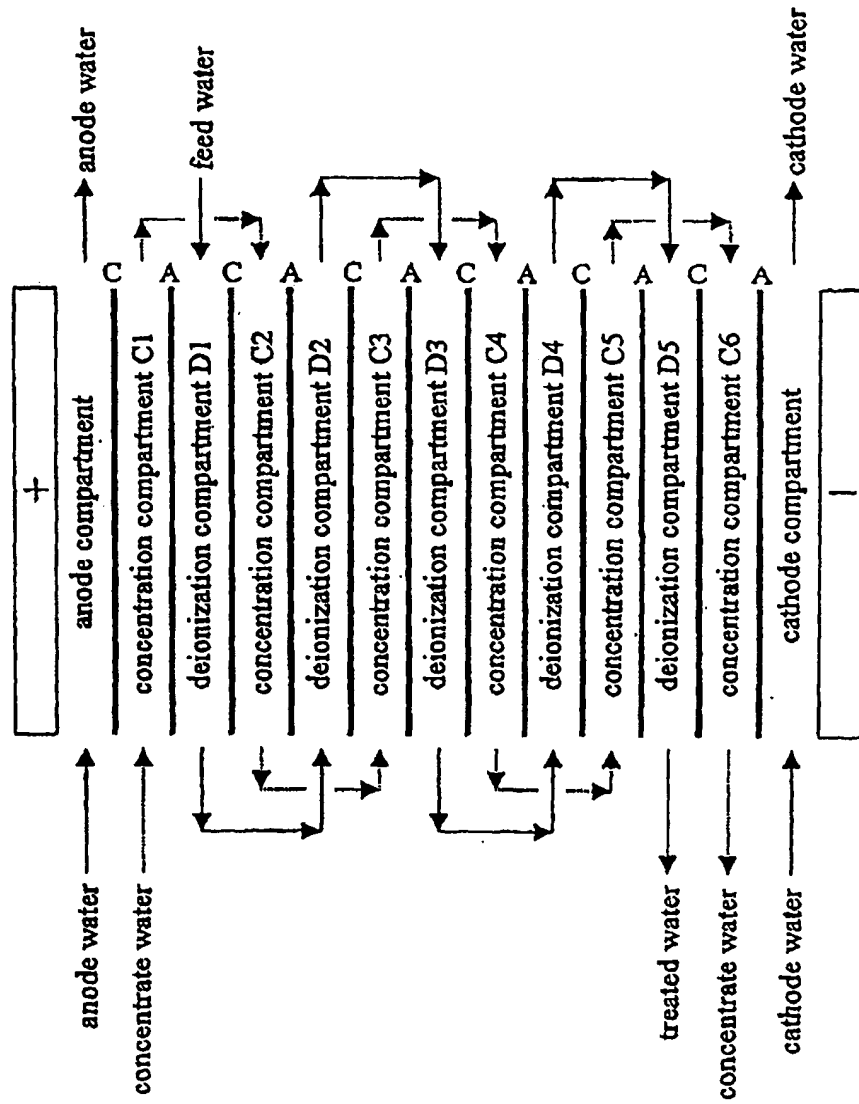 anode water
cathode water
feed water
C
A
C
A
C
A
C
A
C
A
C
A
+
anode compartment
concentration compartment C1
deionization compartment D1
concentration compartment C2
deionization compartment D2
concentration compartment C3
deionization compartment D3
concentration compartment C4
deionization compartment D4
concentration compartment C5
deionization compartment D5
concentration compartment C6
cathode compartment
−
anode water
concentrate water
treated water
concentrate water
cathode water